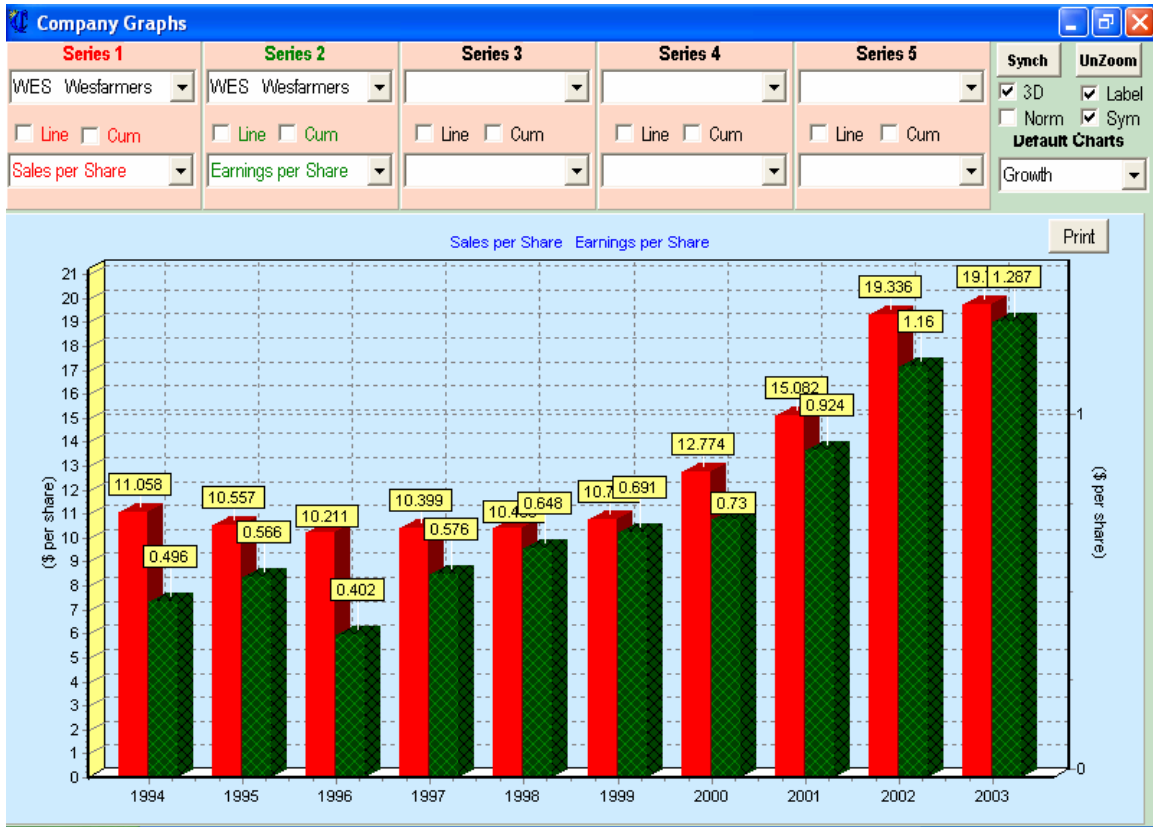 Company Graphs
Series 1 Series 2 Series 3 Series 4 Series 5
Synch UnZoom
WES Wesfarmers WES Wesfarmers
3D Label
Line Cum Line Cum Line Cum Line Cum Line Cum
Norm Sym
Default Charts
Sales per Share Earnings per Share
Growth
Print
Sales per Share Earnings per Share
21
20
19
18
17
16
15
14
13
12
11
10
9
8
7
6
5
4
3
2
1
0
($ per share)
11.058
0.496
10.557
0.566
10.211
0.402
10.399
0.576
0.648
0.691
12.774
0.73
15.082
0.924
19.336
1.16
1.287
1
0
($ per share)
1994 1995 1996 1997 1998 1999 2000 2001 2002 2003